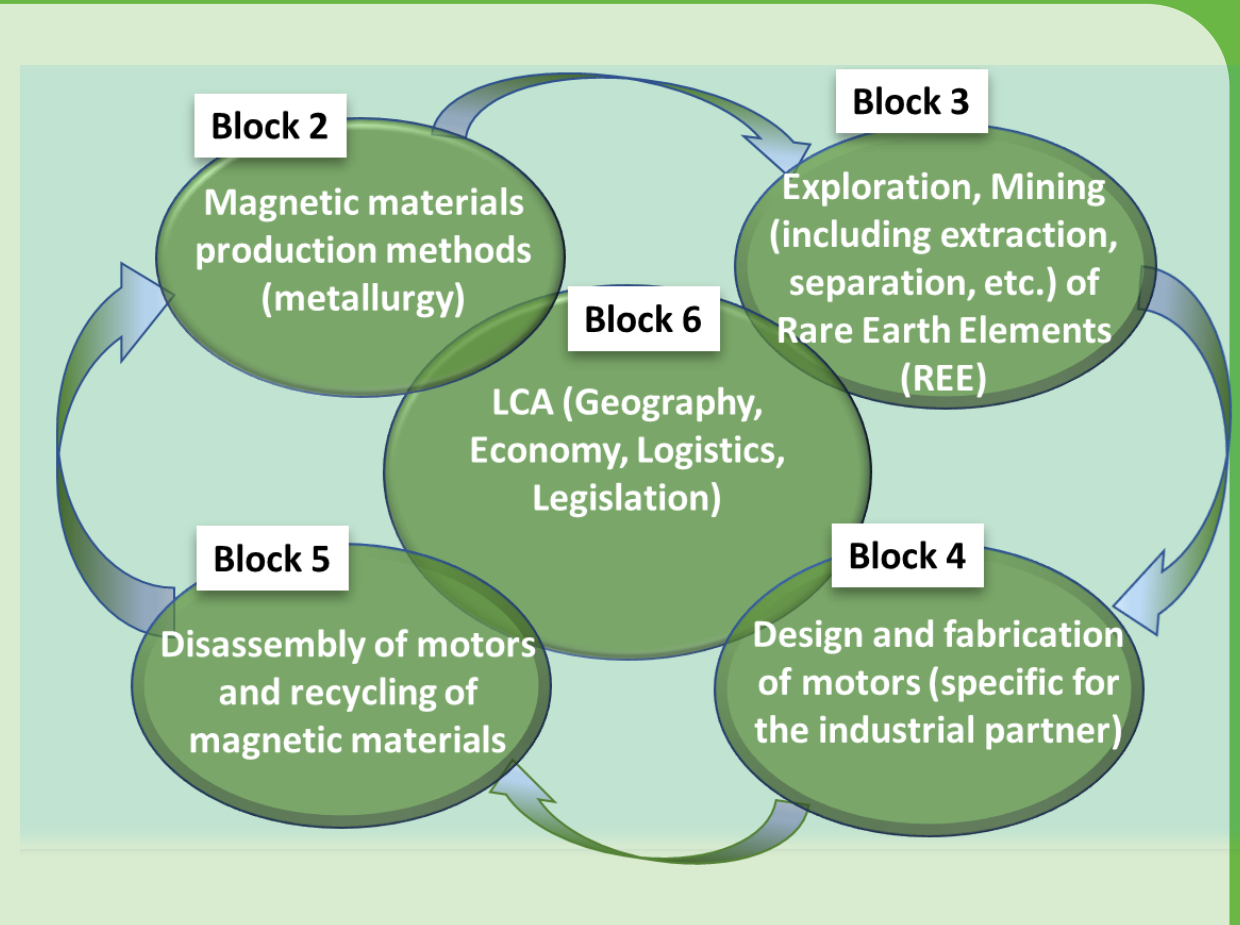 Block 2
Magnetic materials
production methods
(metallurgy)
Block 3
Exploration, Mining
(including extraction,
separation, etc.) of
Rare Earth Elements
(REE)
Block 6
LCA (Geography,
Economy, Logistics,
Legislation)
Block 5
Disassembly of motors
and recycling of
magnetic materials
Block 4
Design and fabrication
of motors (specific for
the industrial partner)